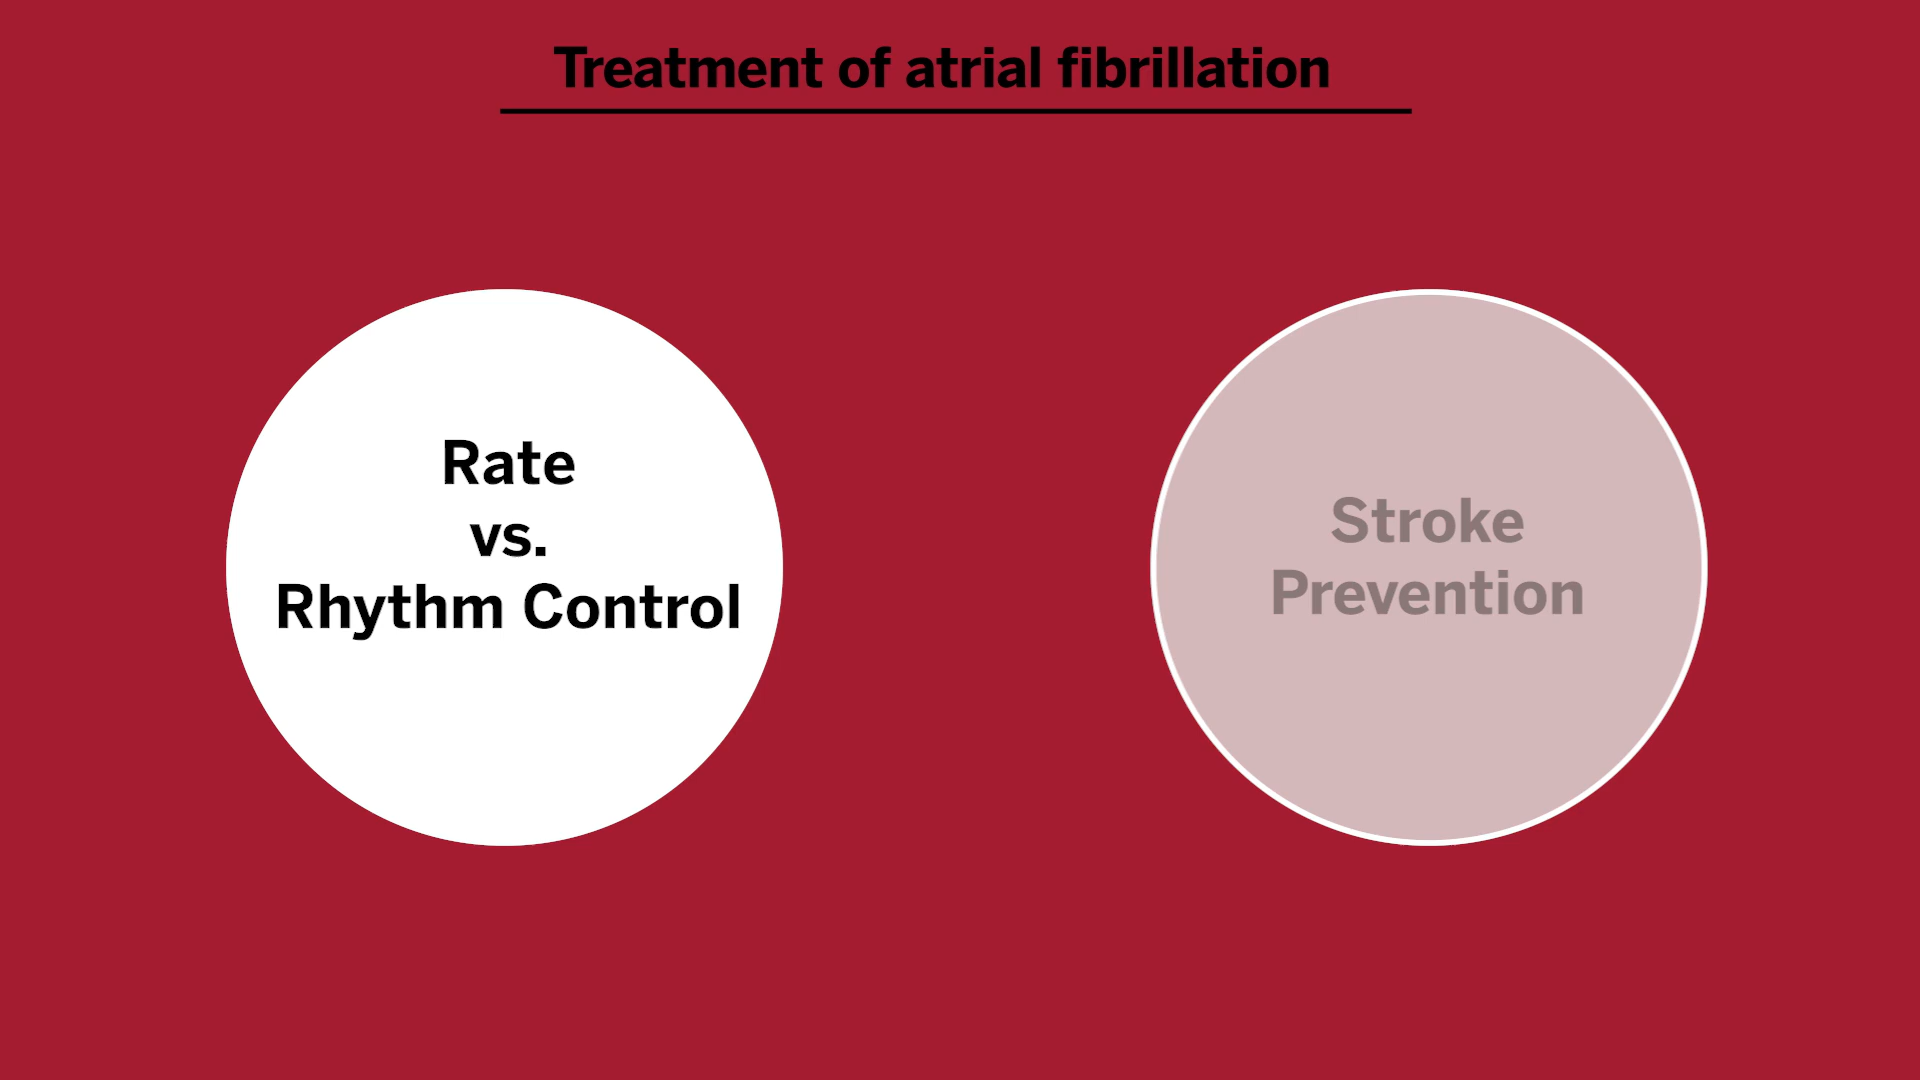 Treatment of atrial fibrillation
Rate
vs.
Rhythm Control
Stroke
Prevention